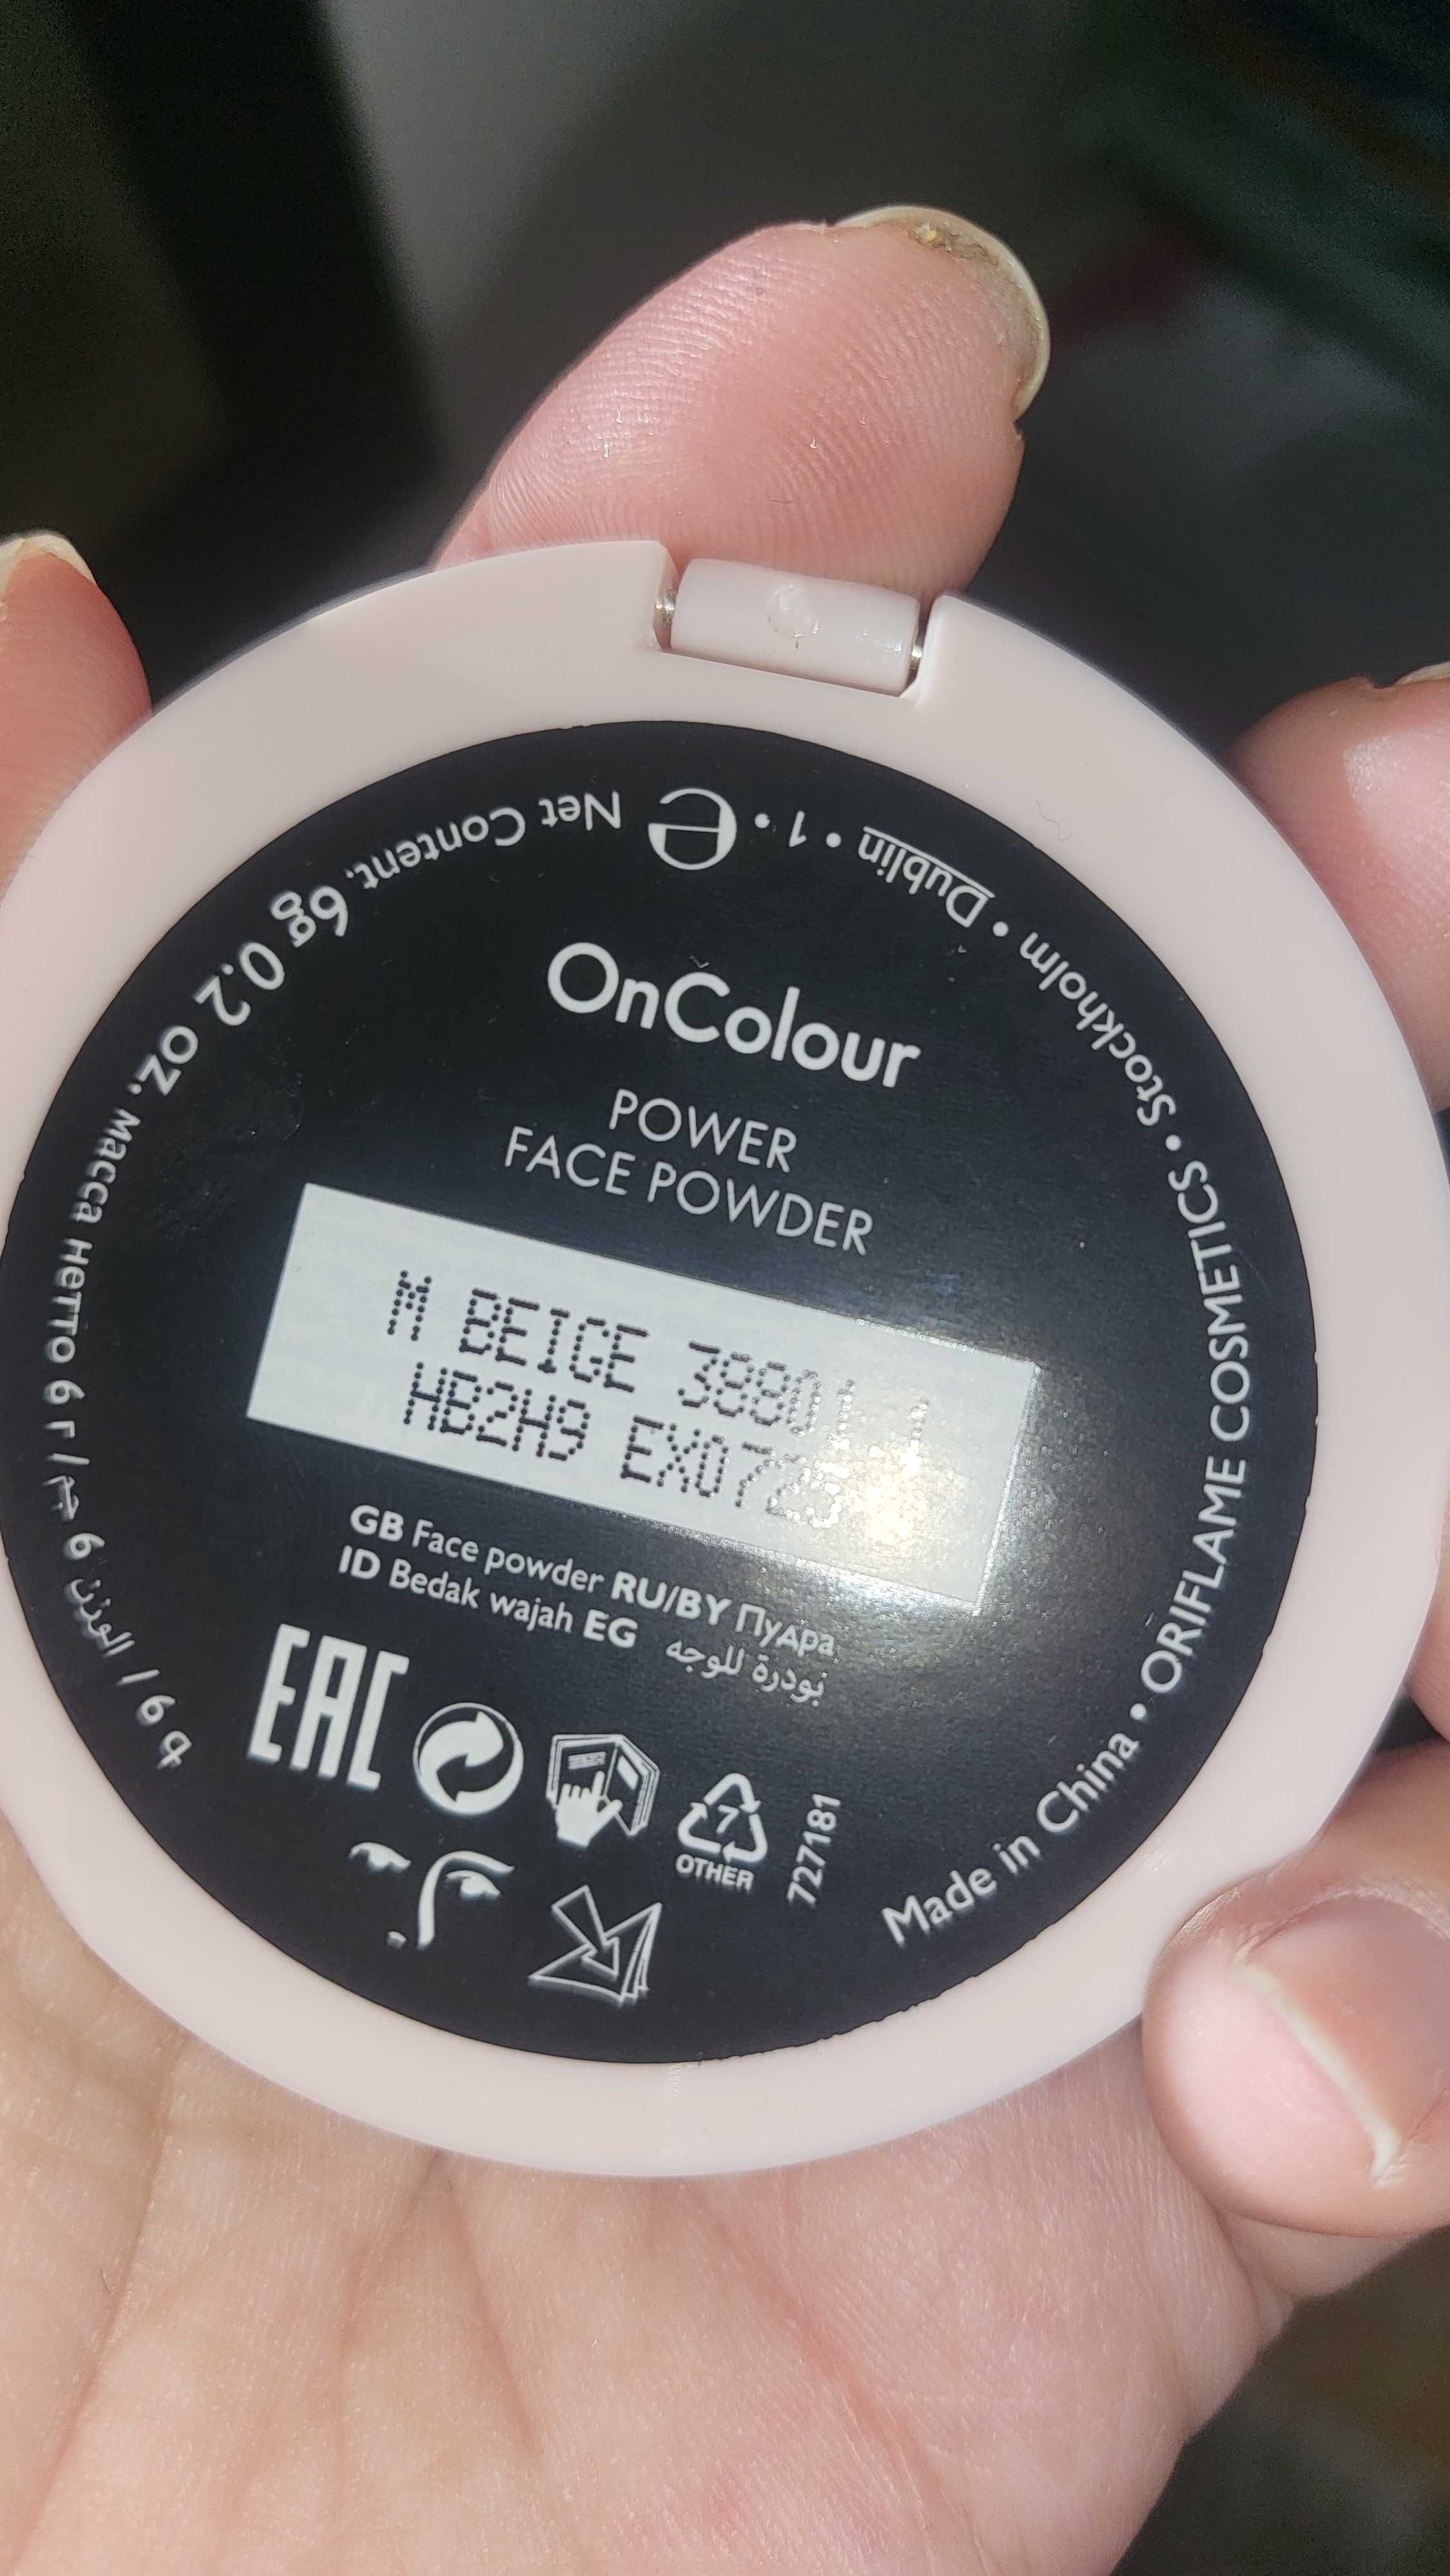 OnColour
POWER
FACE POWDER
M BEIGE 38801
HB2H9 EX0725
GB Face powder RU/BY Пудра
ID Bedak wajah EG بودرة للوجه
EAC
7
OTHER
727181
Made in China • ORIFLAME COSMETICS • Stockholm • Dublin • 1 • e Net Content. 6g 0.2 oz. Масса нетто 6 г / الوزن 6 جم / 6 g